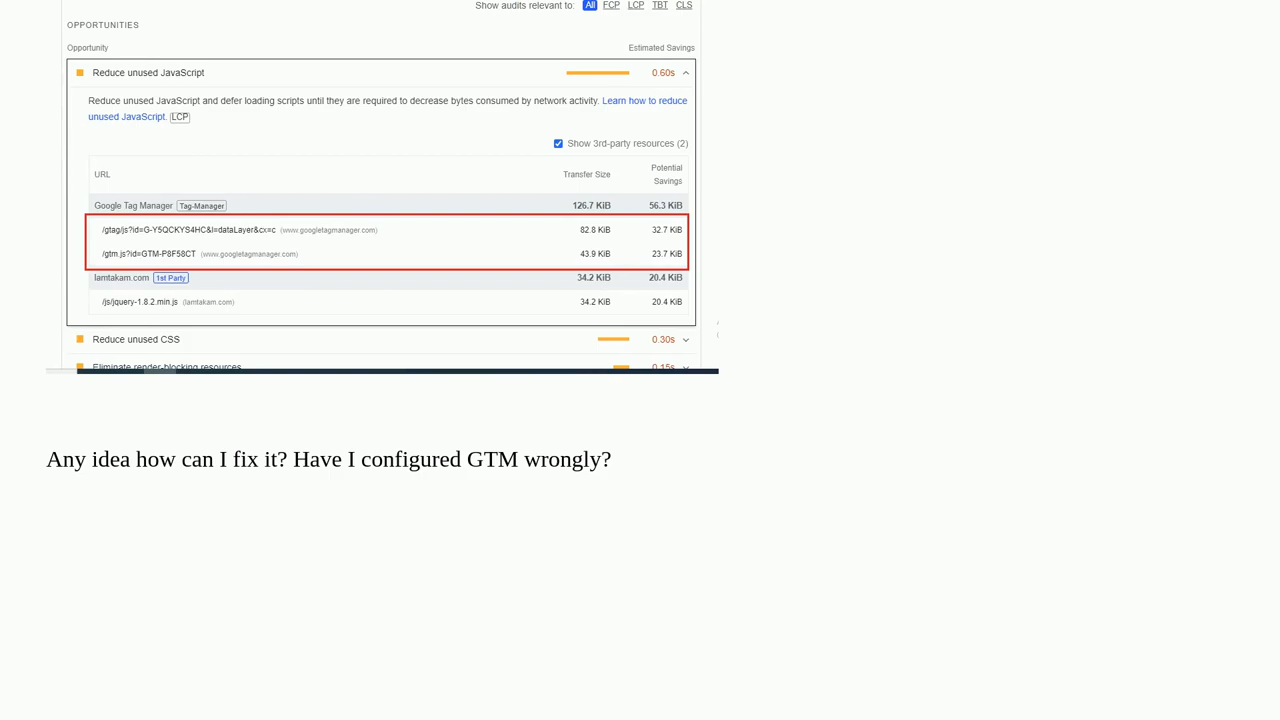 Show audits relevant to: All FCP LCP TBT CLS
OPPORTUNITIES
Opportunity Estimated Savings
Reduce unused JavaScript 0.60s
Reduce unused JavaScript and defer loading scripts until they are required to decrease bytes consumed by network activity. Learn how to reduce
unused JavaScript. LCP
Show 3rd-party resources (2)
URL Transfer Size Potential Savings
Google Tag Manager Tag-Manager 126.7 KiB 56.3 KiB
/gtag/js?id=G-Y5QCKYS4HC&l=dataLayer&cx=c (www.googletagmanager.com) 82.8 KiB 32.7 KiB
/gtm.js?id=GTM-P8F58CT (www.googletagmanager.com) 43.9 KiB 23.7 KiB
lamtakam.com 1st Party 34.2 KiB 20.4 KiB
/js/jquery-1.8.2.min.js (lamtakam.com) 34.2 KiB 20.4 KiB
Reduce unused CSS 0.30s
Eliminate render-blocking resources 0.15s
Any idea how can I fix it? Have I configured GTM wrongly?